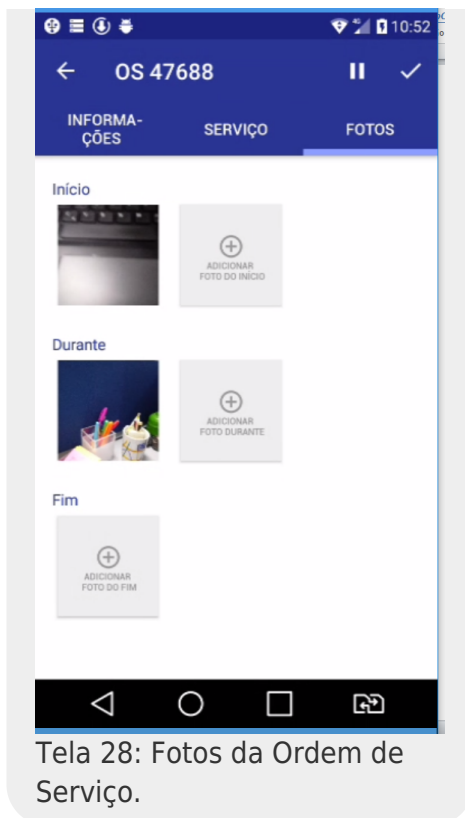 10:52
OS 47688
INFORMA-
ÇÕES
SERVIÇO
FOTOS
Início
ADICIONAR
FOTO DO INÍCIO
Durante
ADICIONAR
FOTO DURANTE
Fim
ADICIONAR
FOTO DO FIM
Tela 28: Fotos da Ordem de
Serviço.